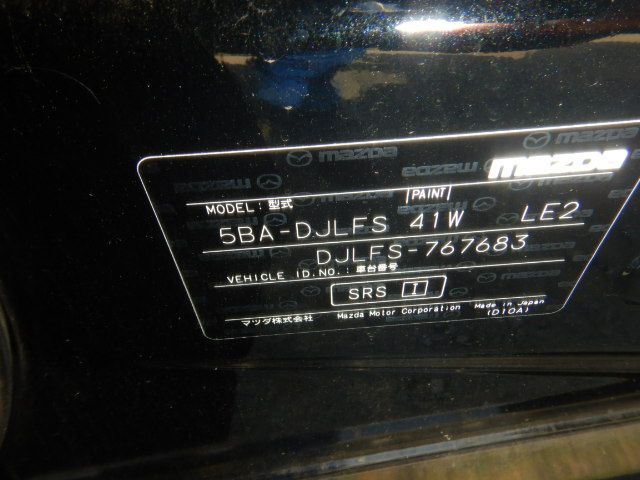 mazda
MODEL: 型式 PAINT
5BA-DJLFS 41W LE2
DJLFS-767683
VEHICLE ID.NO.: 車台番号
SRS I
マツダ株式会社 Mazda Motor Corporation Made in Japan
(D10A)